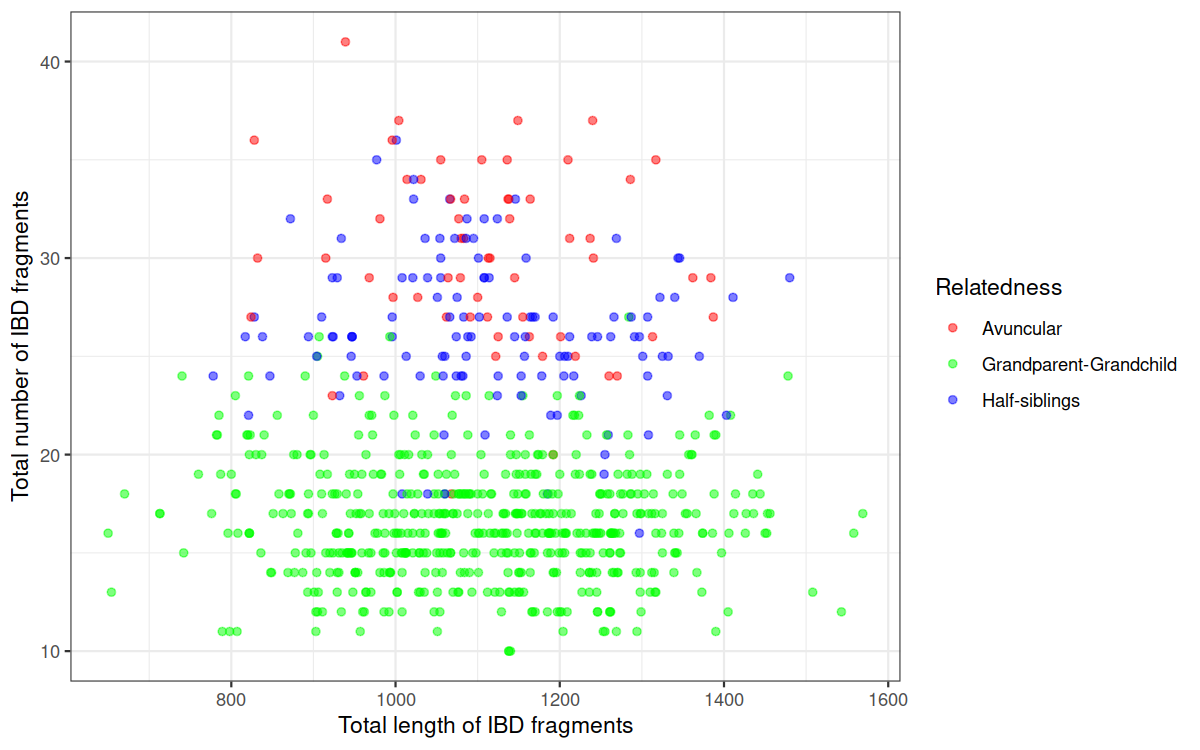 Total number of IBD fragments
40
30
20
10
800 1000 1200 1400 1600
Total length of IBD fragments
Relatedness
Avuncular
Grandparent-Grandchild
Half-siblings